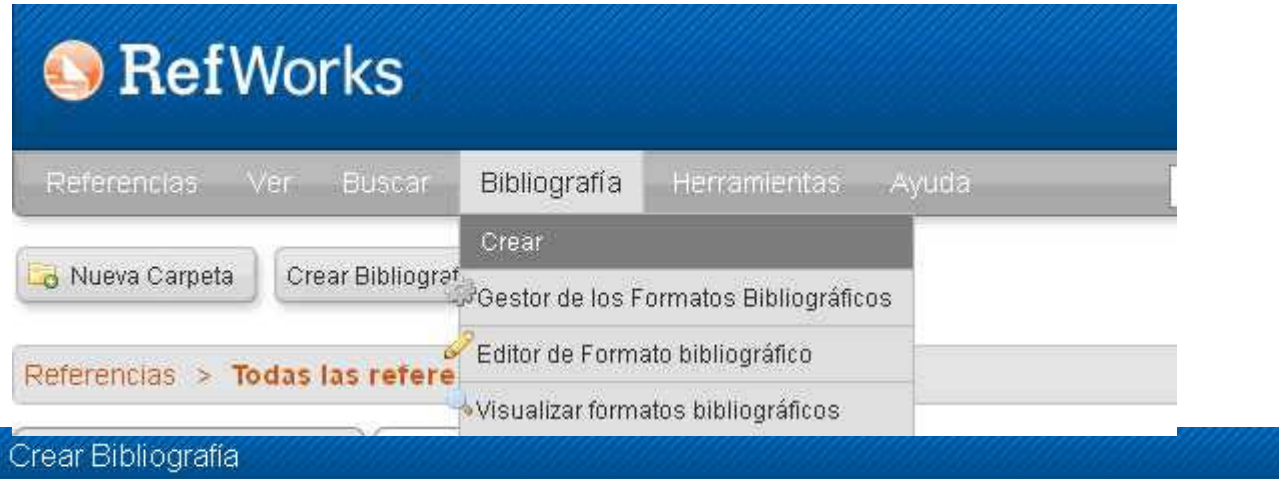 RefWorks
Referencias Ver Buscar Bibliografía Herramientas Ayuda
Crear
Nueva Carpeta Crear Bibliograf
Gestor de los Formatos Bibliográficos
Editor de Formato bibliográfico
Referencias > Todas las refere
Visualizar formatos bibliográficos
Crear Bibliografía